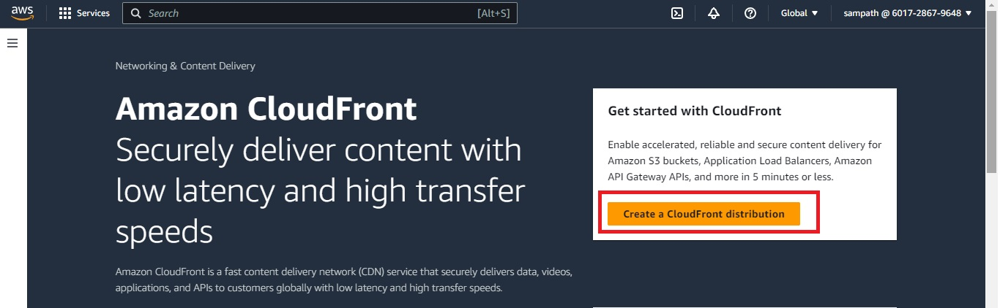 aws
Services
Search
[Alt+S]
Global
sampath @ 6017-2867-9648
Networking & Content Delivery
Amazon CloudFront
Securely deliver content with
low latency and high transfer
speeds
Amazon CloudFront is a fast content delivery network (CDN) service that securely delivers data, videos,
applications, and APIs to customers globally with low latency and high transfer speeds.
Get started with CloudFront
Enable accelerated, reliable and secure content delivery for
Amazon S3 buckets, Application Load Balancers, Amazon
API Gateway APIs, and more in 5 minutes or less.
Create a CloudFront distribution